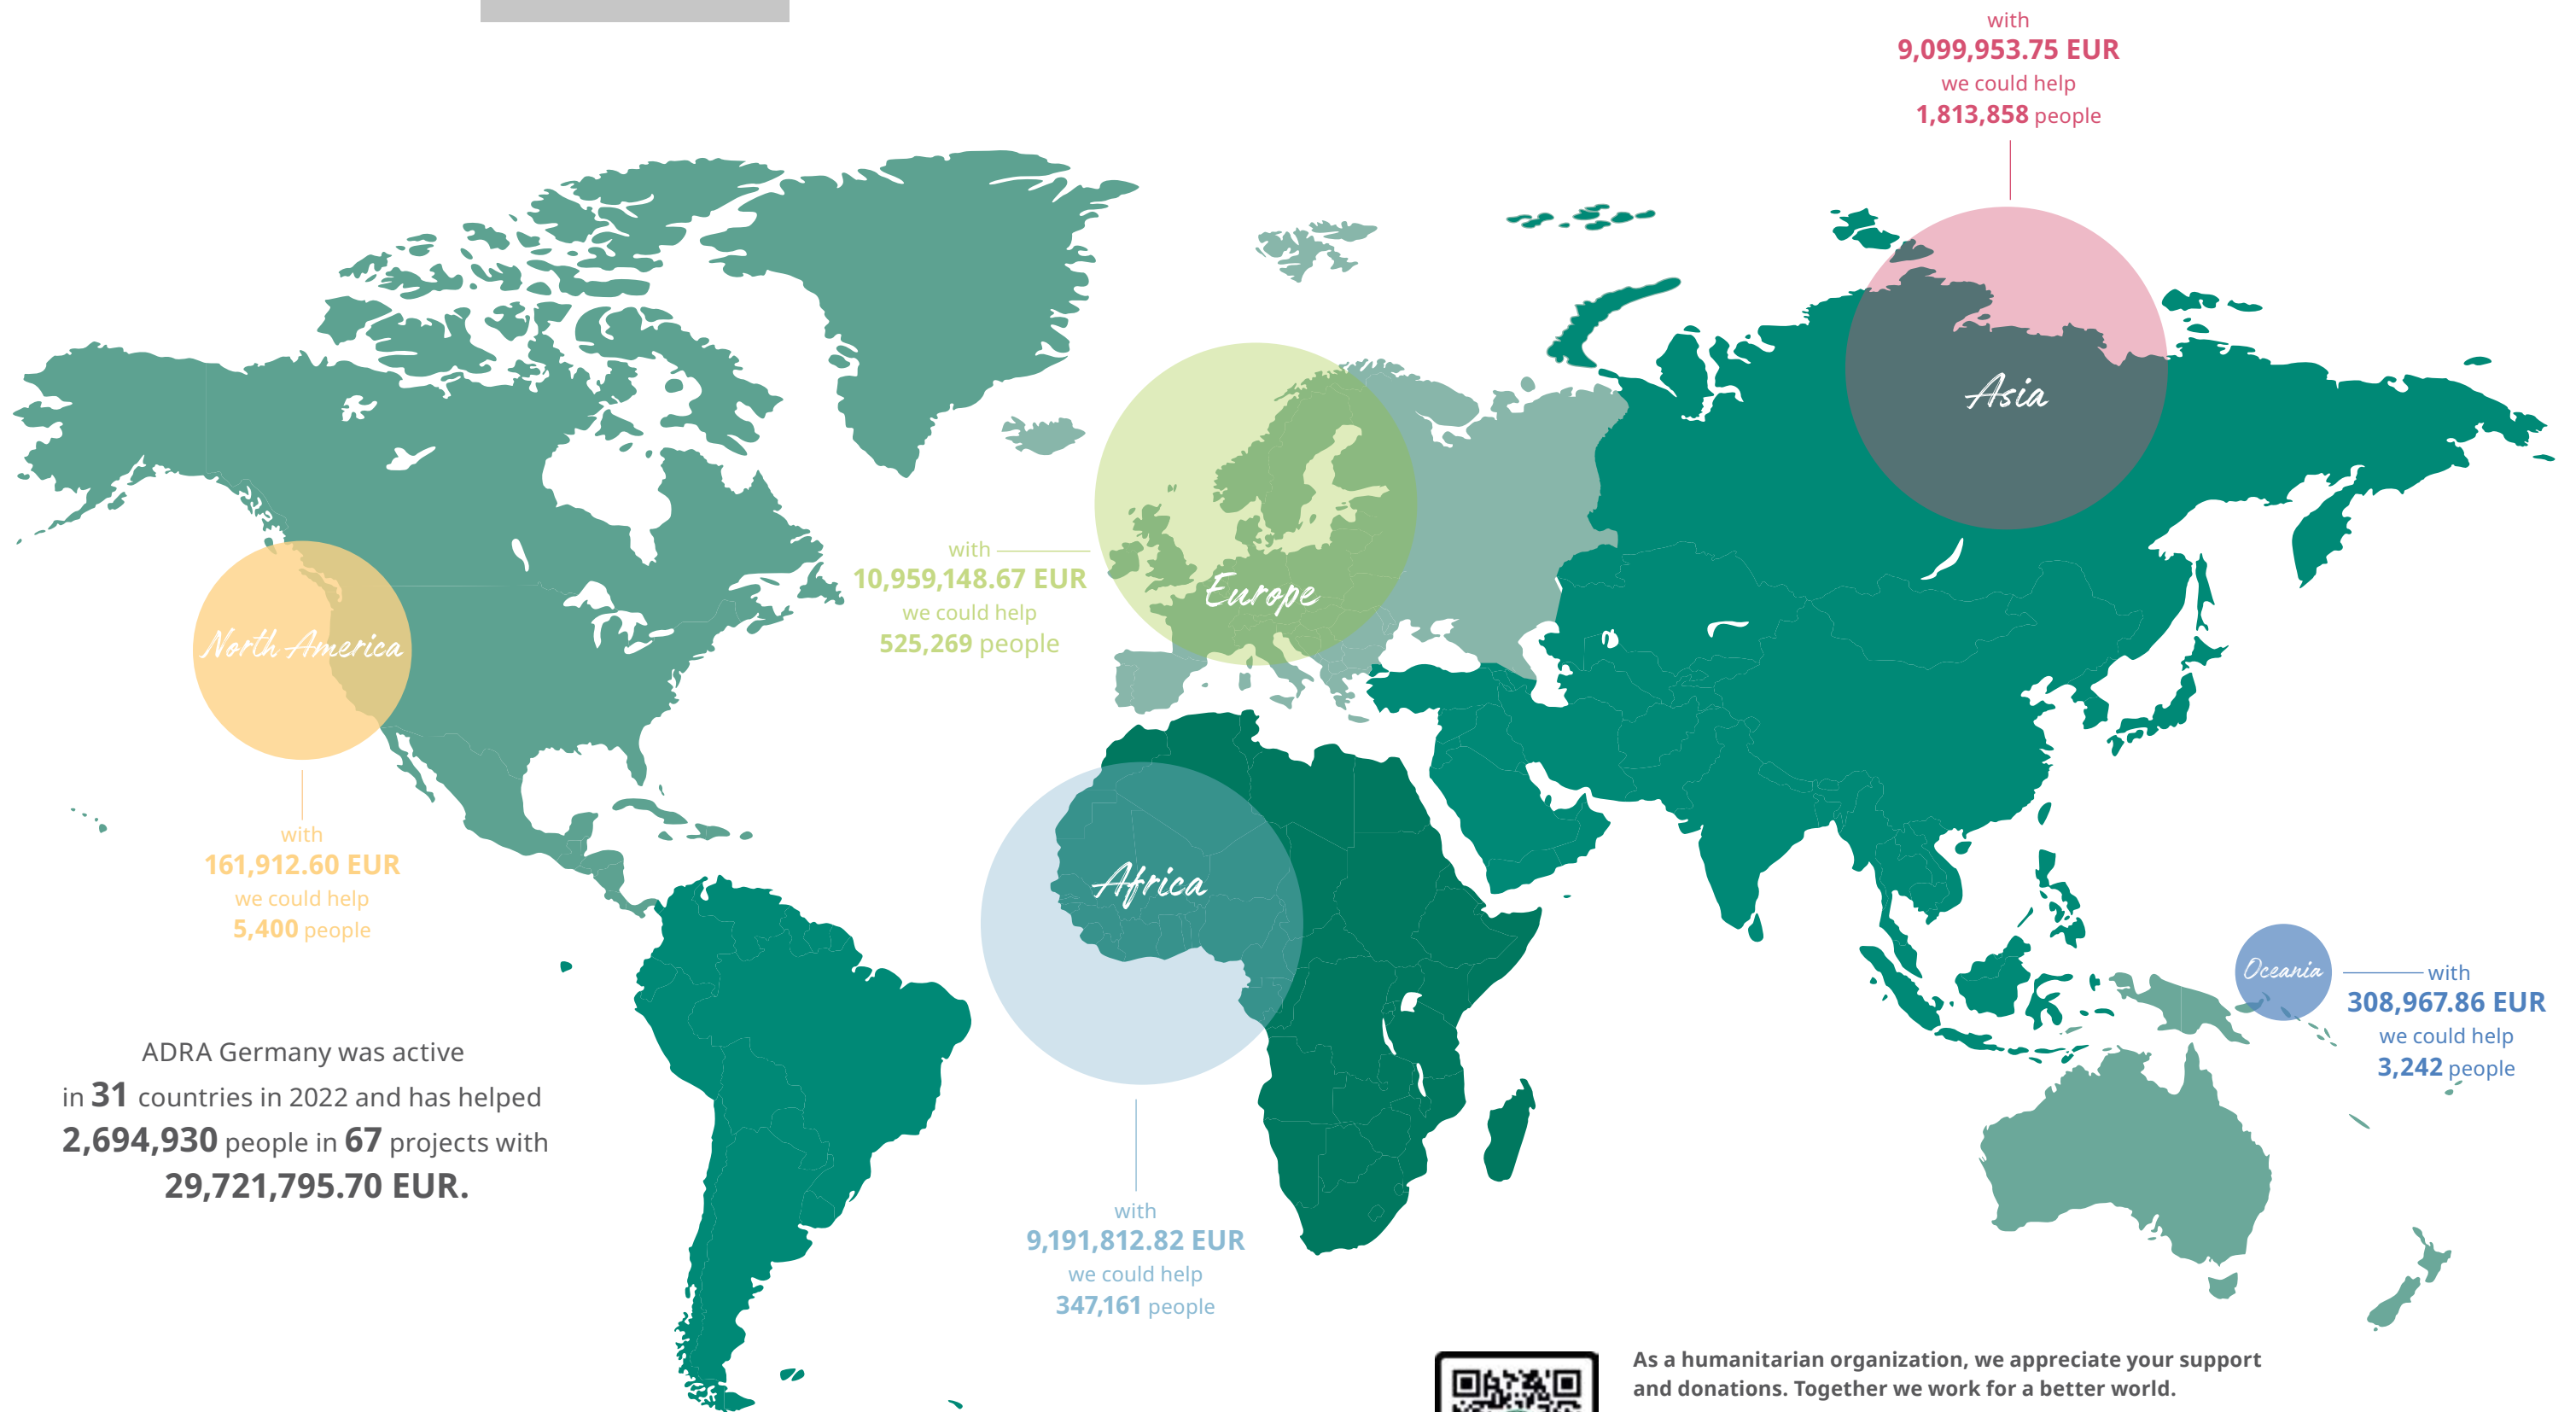 with
9,099,953.75 EUR
we could help
1,813,858 people
Asia
with
10,959,148.67 EUR
we could help
525,269 people
Europe
North America
with
161,912.60 EUR
we could help
5,400 people
Africa
Oceania
with
308,967.86 EUR
we could help
3,242 people
ADRA Germany was active
in 31 countries in 2022 and has helped
2,694,930 people in 67 projects with
29,721,795.70 EUR.
with
9,191,812.82 EUR
we could help
347,161 people
As a humanitarian organization, we appreciate your support
and donations. Together we work for a better world.